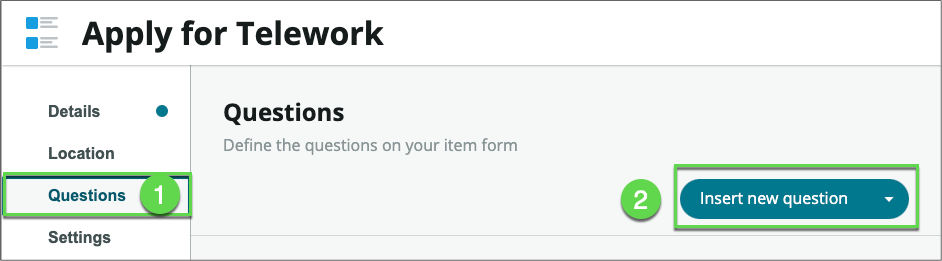 Apply for Telework
Details
Location
Questions 1
Settings
Questions
Define the questions on your item form
2 Insert new question